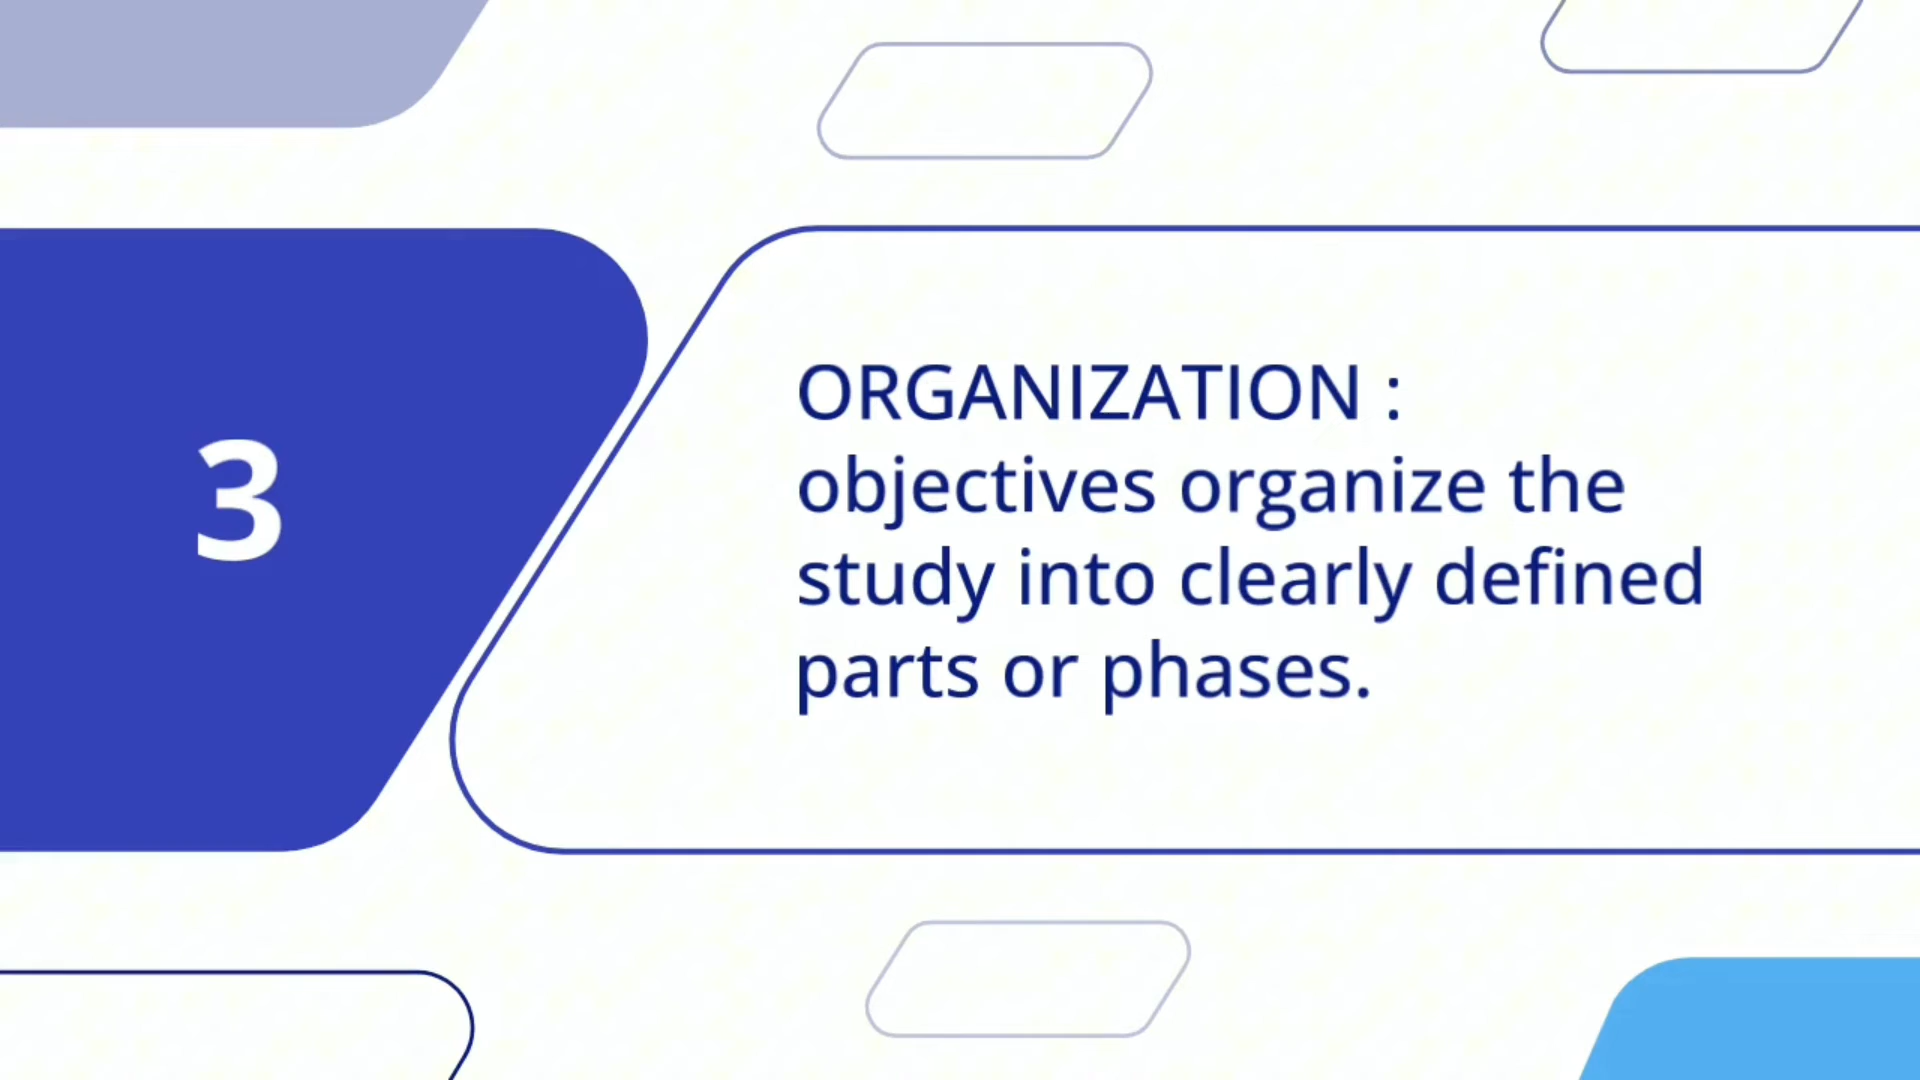 3
ORGANIZATION :
objectives organize the
study into clearly defined
parts or phases.